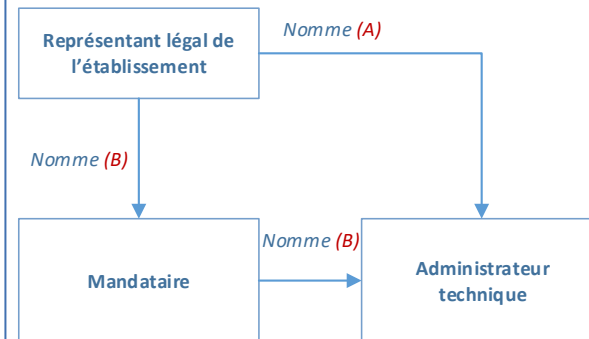 Représentant légal de
l'établissement
Nomme (A)
Nomme (B)
Mandataire
Nomme (B)
Administrateur
technique